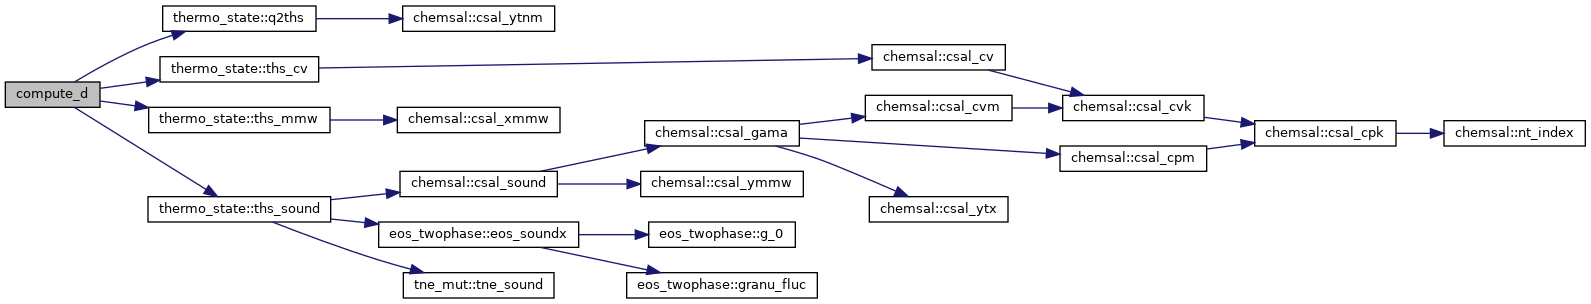 compute_d
thermo_state::q2ths
chemsal::csal_ytnm
thermo_state::ths_cv
chemsal::csal_cv
thermo_state::ths_mmw
chemsal::csal_xmmw
thermo_state::ths_sound
chemsal::csal_sound
chemsal::csal_gama
chemsal::csal_cvm
chemsal::csal_cvk
chemsal::csal_cpk
chemsal::nt_index
chemsal::csal_cpm
chemsal::csal_ytx
chemsal::csal_ymmw
eos_twophase::eos_soundx
eos_twophase::g_0
eos_twophase::granu_fluc
tne_mut::tne_sound